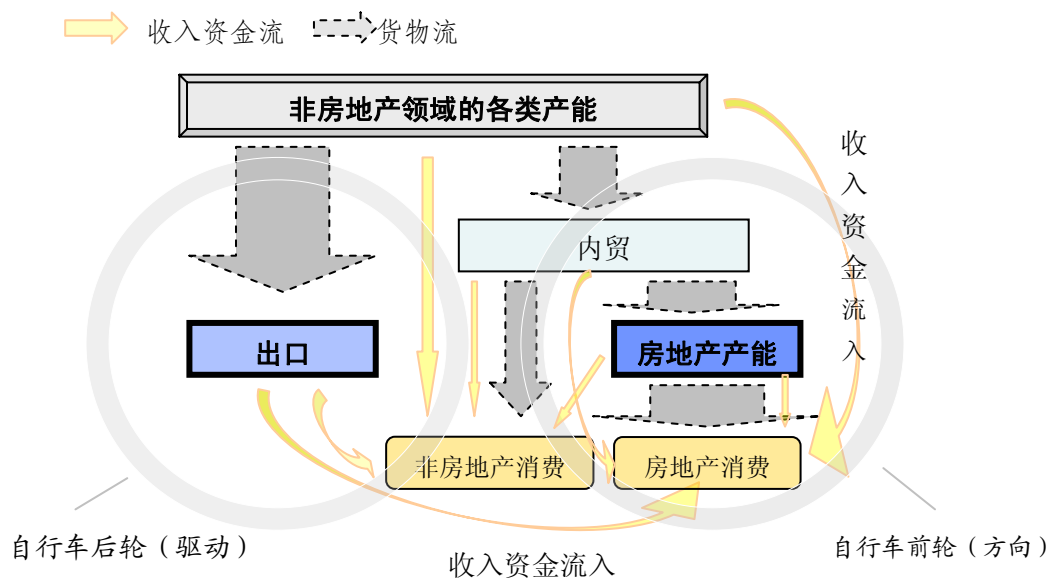 收入资金流
货物流
非房地产领域的各类产能
收入资金流入
内贸
出口
房地产产能
非房地产消费
房地产消费
自行车后轮（驱动）
收入资金流入
自行车前轮（方向）